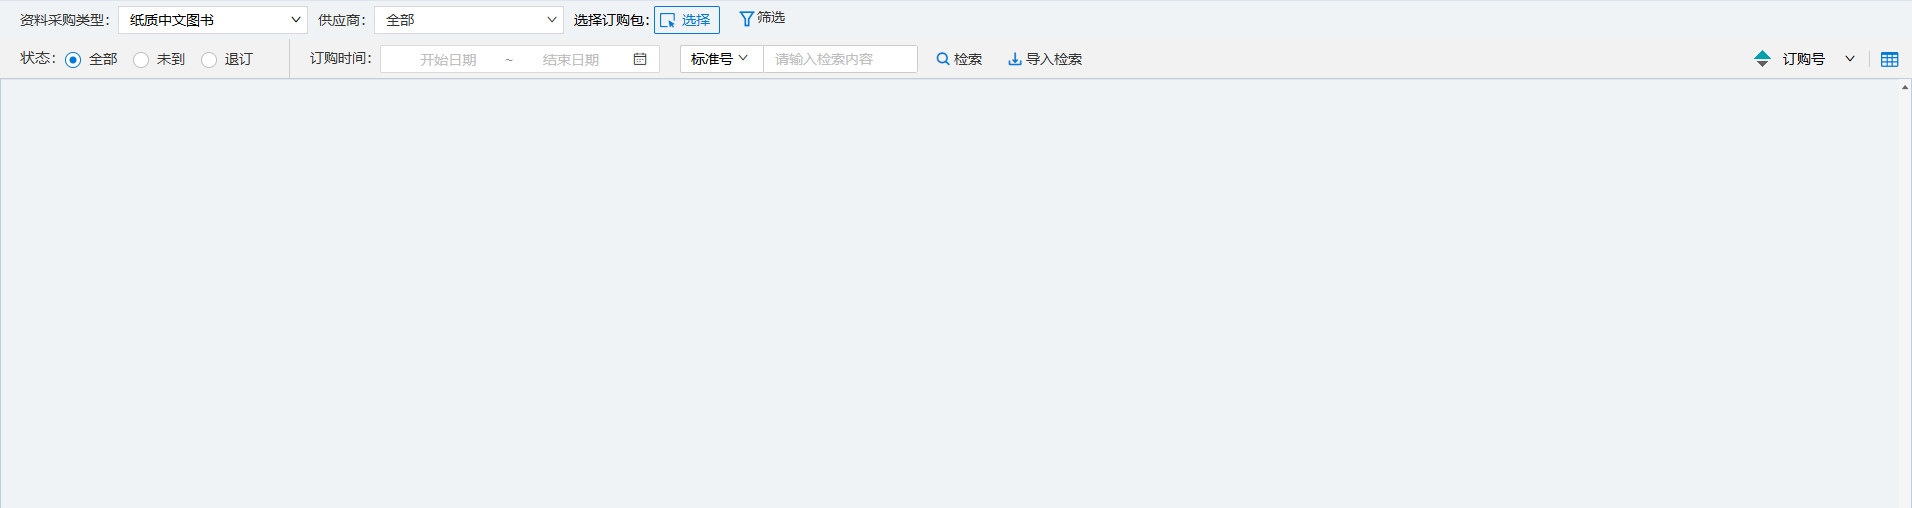 资料采购类型: 纸质中文图书 供应商: 全部 选择订购包: 选择 筛选
状态: 全部 未到 退订 订购时间: 开始日期 ~ 结束日期 标准号 请输入检索内容 检索 导入检索 订购号